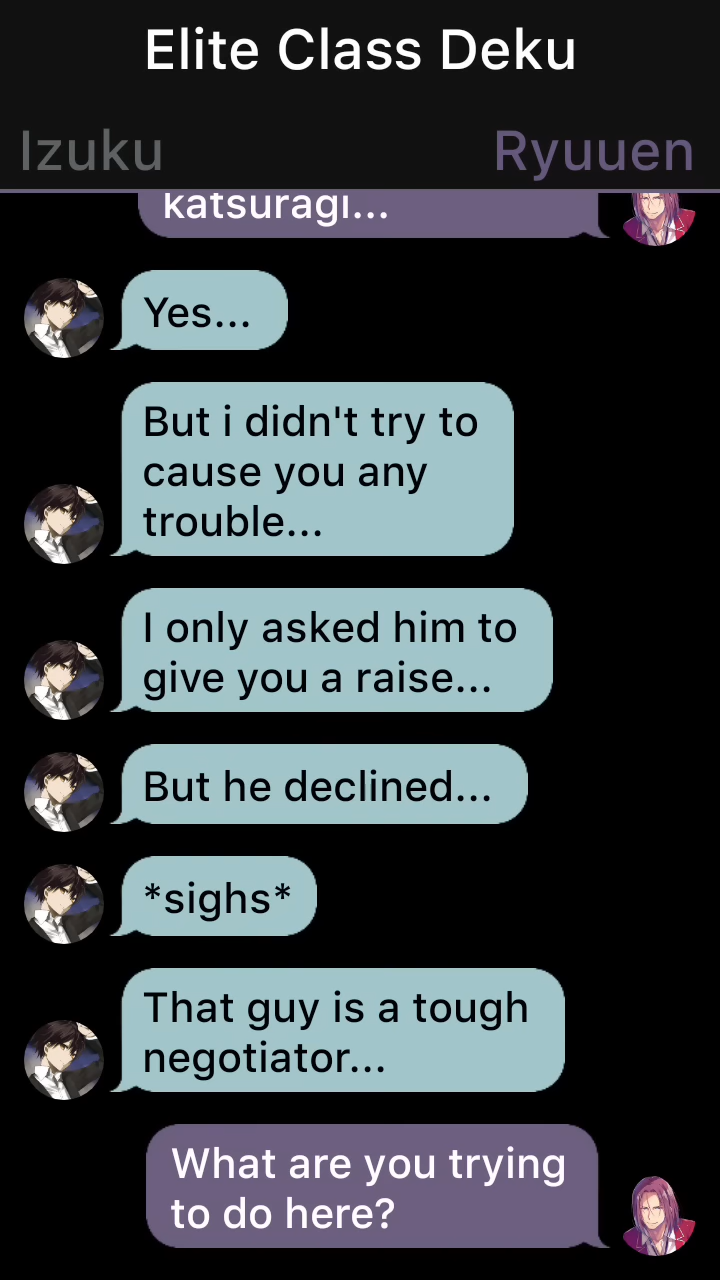 Elite Class Deku
Izuku
Ryuuen
katsuragi...
Yes...
But i didn't try to
cause you any
trouble...
I only asked him to
give you a raise...
But he declined...
*sighs*
That guy is a tough
negotiator...
What are you trying
to do here?